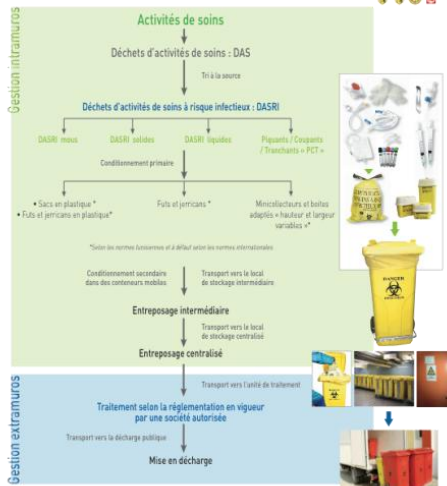 Gestion intramuros
Activités de soins
Déchets d'activités de soins : DAS
Tri à la source
Déchets d'activités de soins à risque infectieux : DASRI
DASRI mous
DASRI solides
DASRI liquides
Piquants / Coupants
/ Tranchants « PCT »
Conditionnement primaire
• Sacs en plastique*
• Futs et jerricans en plastique*
Futs et jerricans *
Minicollecteurs et boites
adaptés « hauteur et largeur
variables »*
*Selon les normes tunisiennes et à défaut selon les normes internationales
Conditionnement secondaire
dans des conteneurs mobiles
Transport vers le local
de stockage intermédiaire
Entreposage intermédiaire
Transport vers le local
de stockage centralisé
Entreposage centralisé
DANGER
Gestion extramuros
Transport vers l'unité de traitement
Traitement selon la réglementation en vigueur
par une société autorisée
Transport vers la décharge publique
Mise en décharge